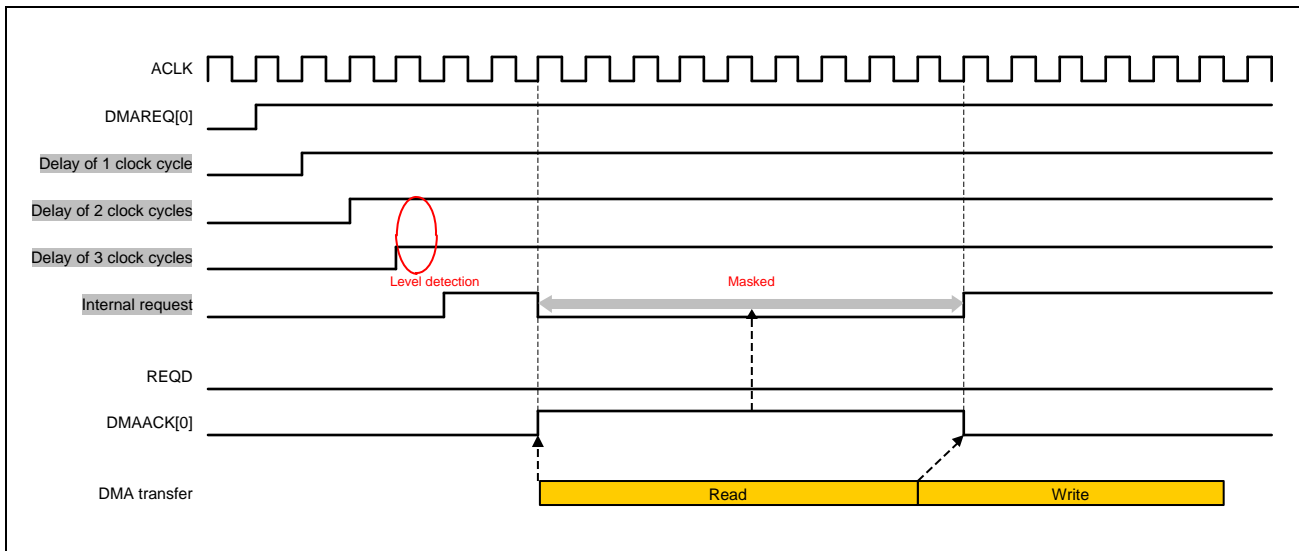 ACLK
DMAREQ[0]
Delay of 1 clock cycle
Delay of 2 clock cycles
Delay of 3 clock cycles
Level detection
Masked
Internal request
REQD
DMAACK[0]
DMA transfer
Read
Write